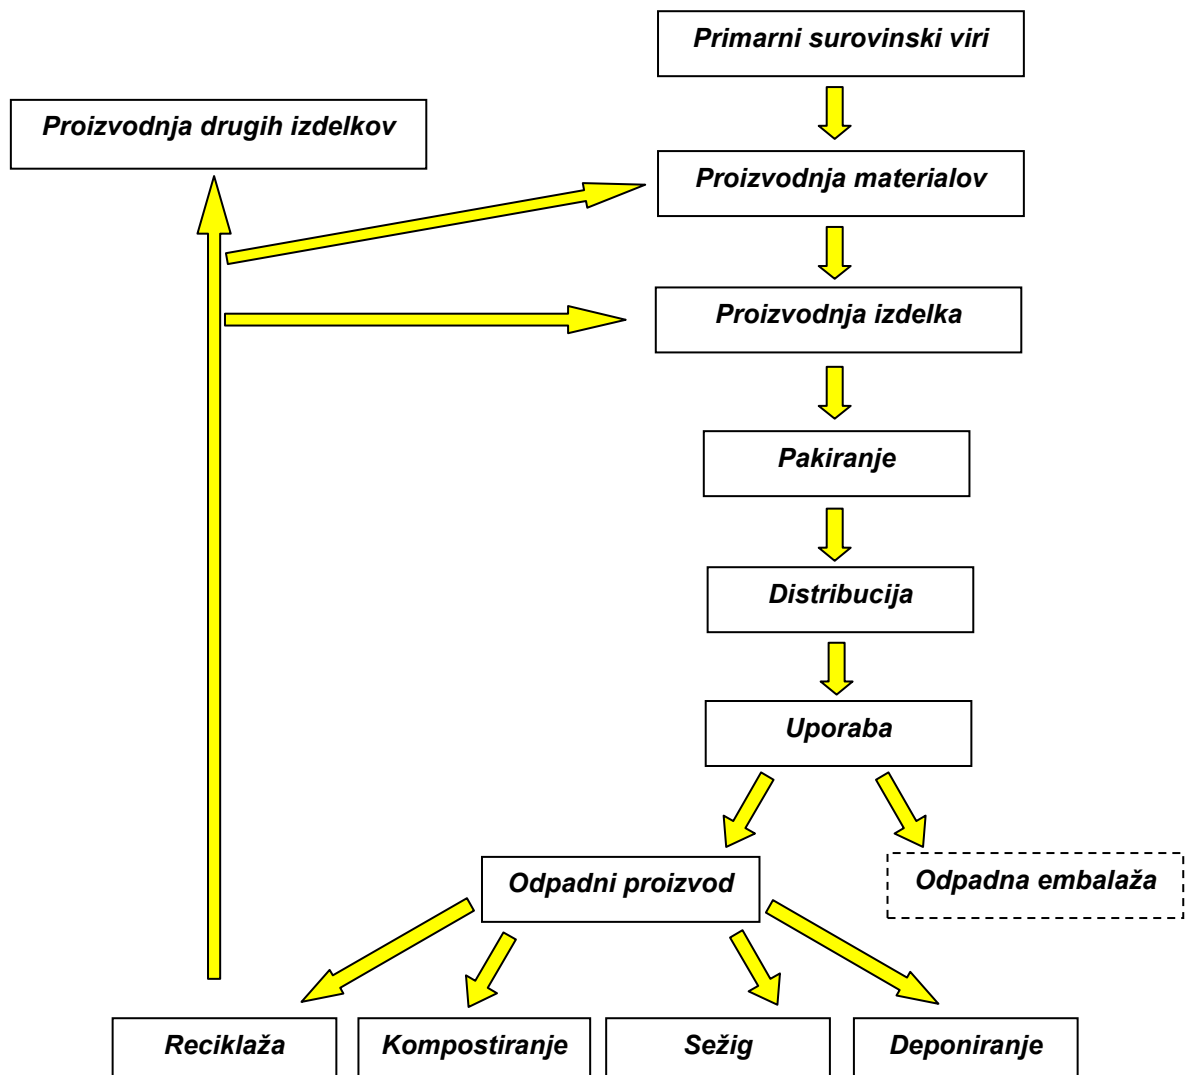 Primarni surovinski viri
Proizvodnja drugih izdelkov
Proizvodnja materialov
Proizvodnja izdelka
Pakiranje
Distribucija
Uporaba
Odpadni proizvod
Odpadna embalaža
Reciklaža
Kompostiranje
Sežig
Deponiranje